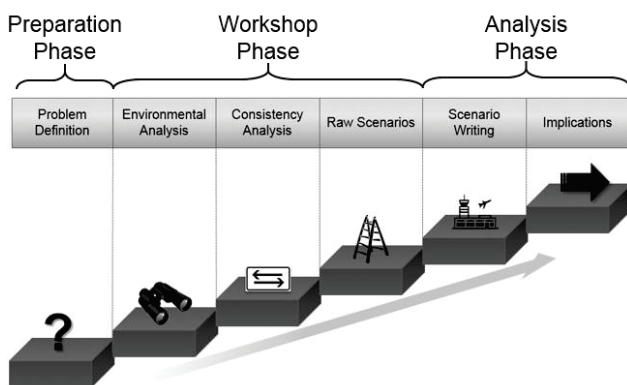 Preparation
Phase
Workshop
Phase
Analysis
Phase
Problem
Definition
Environmental
Analysis
Consistency
Analysis
Raw Scenarios
Scenario
Writing
Implications
?